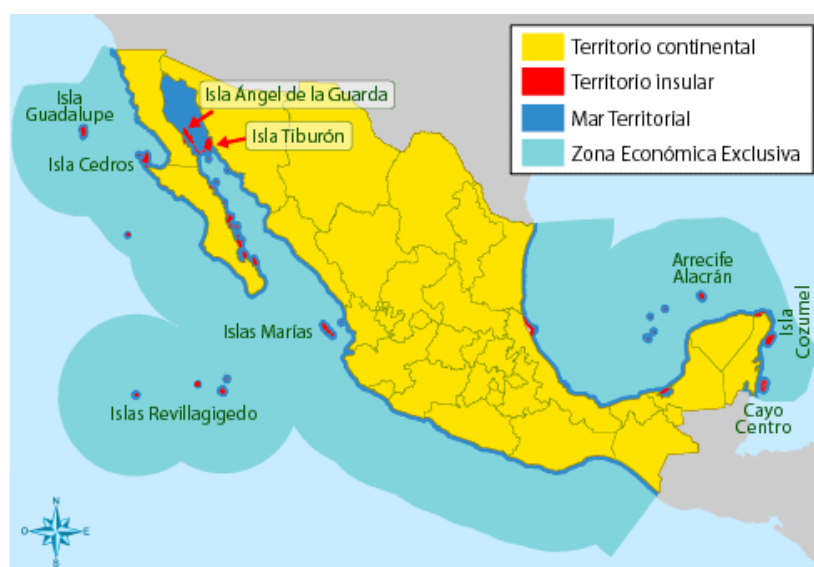 Territorio continental
Territorio insular
Mar Territorial
Zona Económica Exclusiva
Isla Ángel de la Guarda
Isla
Guadalupe
Isla Tiburón
Isla Cedros
Arrecife
Alacrán
Isla
Cozumel
Islas Marías
Islas Revillagigedo
Cayo
Centro
N
O
E
S